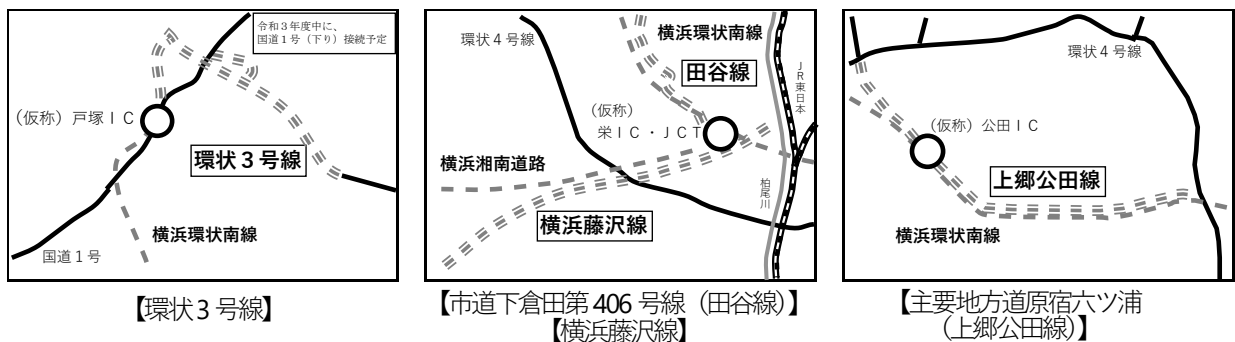 令和３年度中に、
国道１号（下り）接続予定
（仮称）戸塚ＩＣ
環状３号線
横浜環状南線
国道１号
【環状３号線】
環状４号線
横浜環状南線
田谷線
ＪＲ東日本
（仮称）
栄ＩＣ・ＪＣＴ
横浜湘南道路
柏尾川
横浜藤沢線
【市道下倉田第 406 号線（田谷線）】
【横浜藤沢線】
環状４号線
（仮称）公田ＩＣ
上郷公田線
横浜環状南線
【主要地方道原宿六ツ浦
（上郷公田線）】